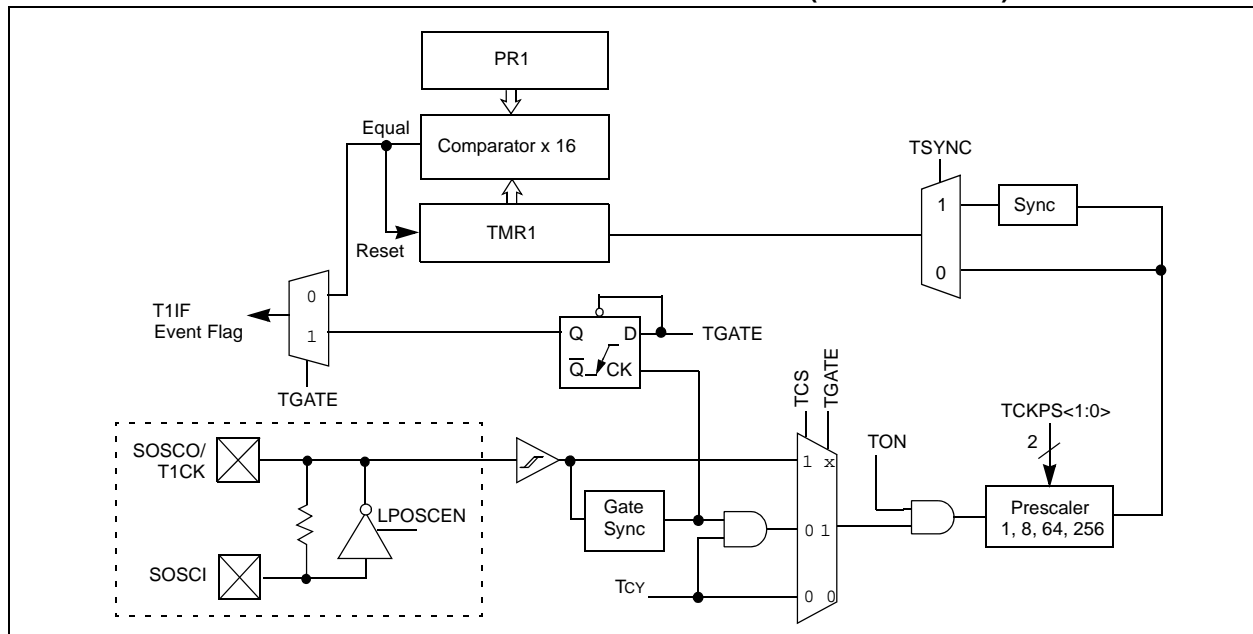 PR1
Equal
Comparator x 16
TSYNC
1
Sync
TMR1
Reset
0
T1IF
Event Flag
0
1
Q
D
TGATE
Q
CK
TGATE
TCS
TGATE
TCKPS<1:0>
2
SOSCO/
T1CK
1 x
TON
Prescaler
1, 8, 64, 256
LPOSCEN
Gate
Sync
0 1
SOSCI
TCY
0 0